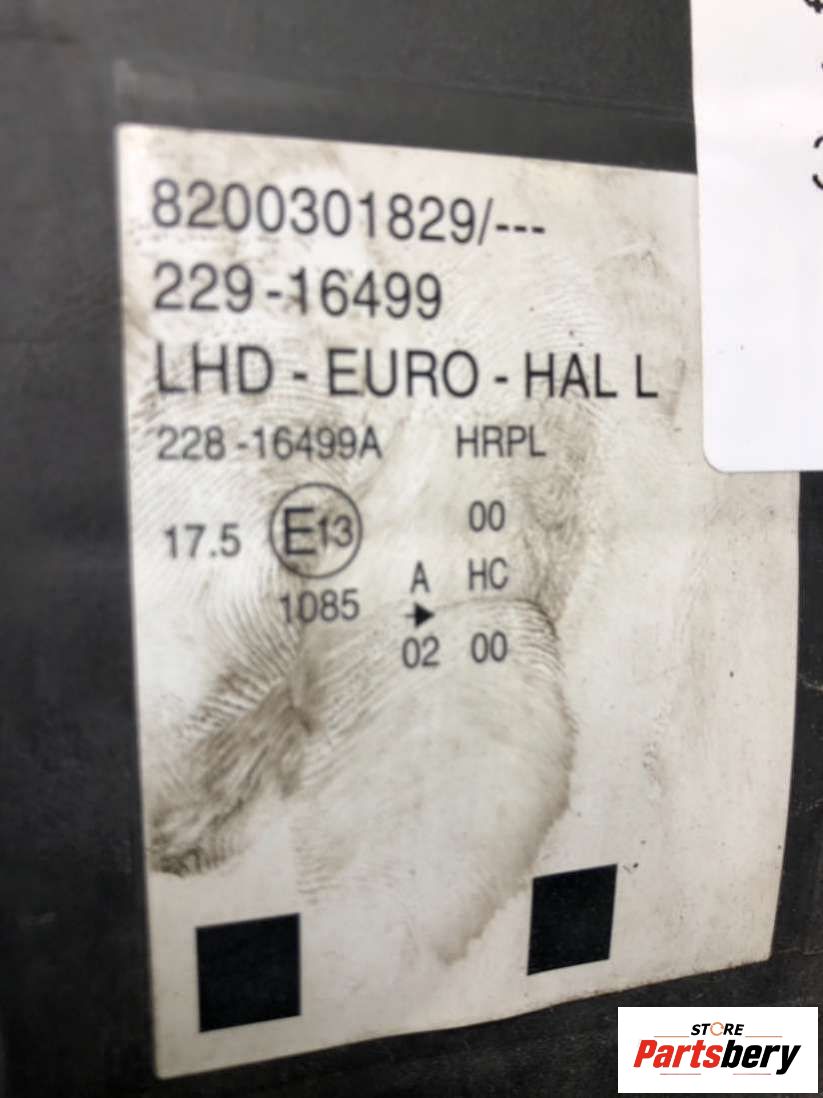 8200301829/---
229-16499
LHD - EURO - HAL L
228-16499A HRPL
17.5 E13 00
A HC
1085
02 00
STORE
Partsbery